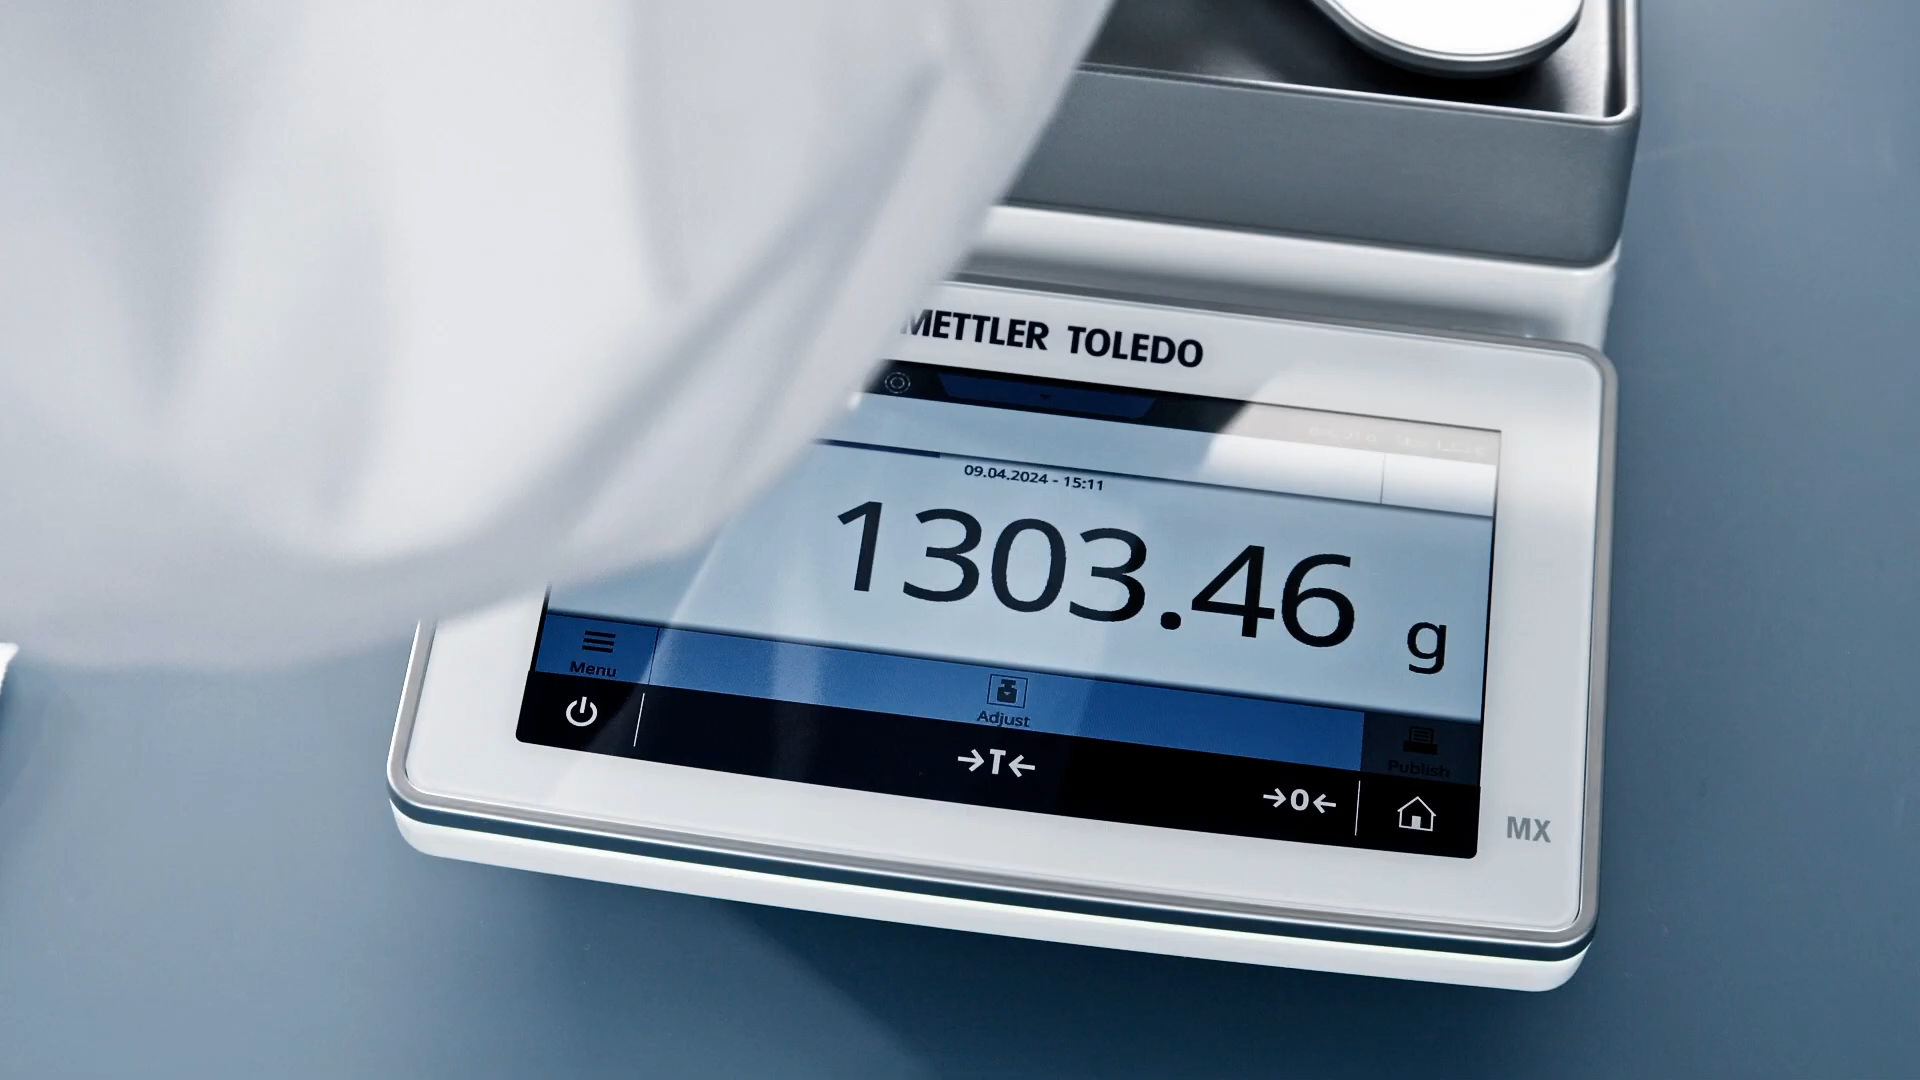 METTLER TOLEDO
09.04.2024 - 15:11
1303.46 g
Menu
Adjust
Publish
→T←
→0←
MX